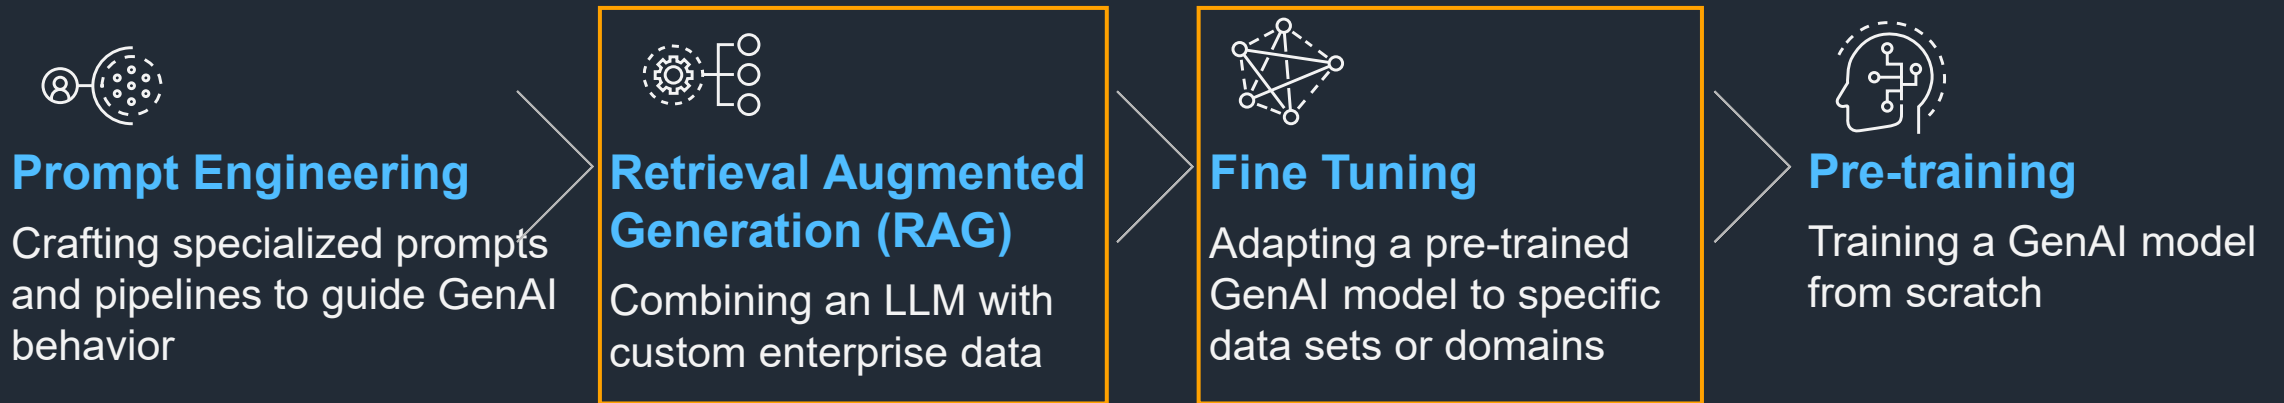 Prompt Engineering
Crafting specialized prompts
and pipelines to guide GenAI
behavior
Retrieval Augmented
Generation (RAG)
Combining an LLM with
custom enterprise data
Fine Tuning
Adapting a pre-trained
GenAI model to specific
data sets or domains
Pre-training
Training a GenAI model
from scratch